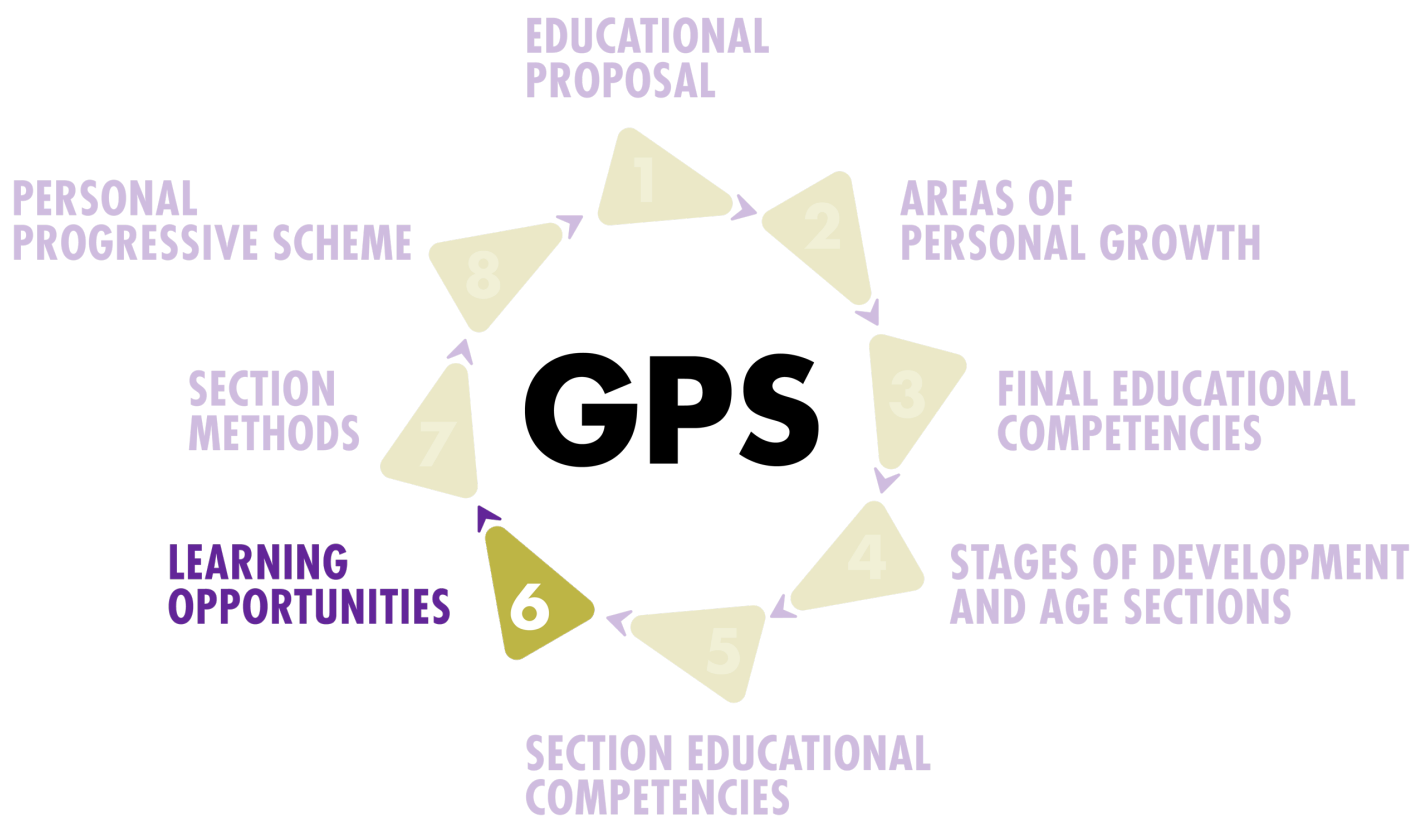 EDUCATIONAL
PROPOSAL
1
2
AREAS OF
PERSONAL GROWTH
3
FINAL EDUCATIONAL
COMPETENCIES
4
STAGES OF DEVELOPMENT
AND AGE SECTIONS
5
SECTION EDUCATIONAL
COMPETENCIES
6
LEARNING
OPPORTUNITIES
7
SECTION
METHODS
8
PERSONAL
PROGRESSIVE SCHEME
GPS